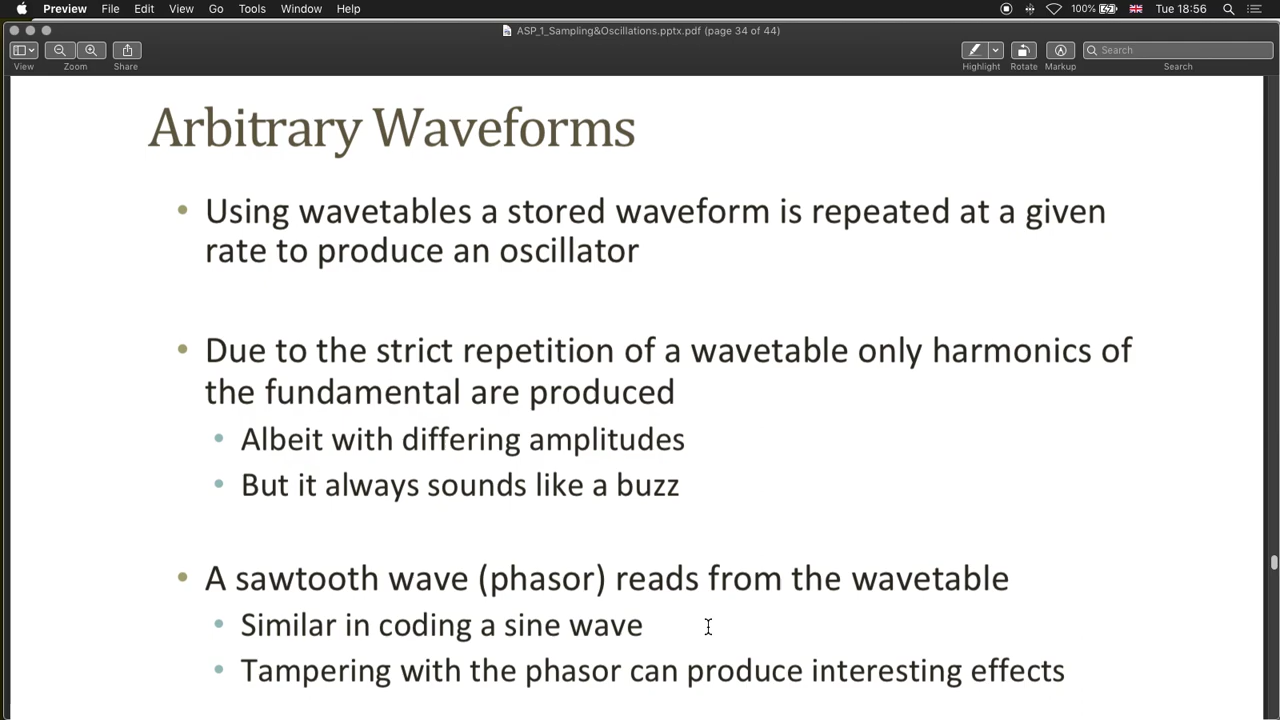 Preview File Edit View Go Tools Window Help 100% Tue 18:56
ASP_1_Sampling&Oscillations.pptx.pdf (page 34 of 44)
View Zoom Share Highlight Rotate Markup Search
Search
Arbitrary Waveforms
• Using wavetables a stored waveform is repeated at a given
rate to produce an oscillator
• Due to the strict repetition of a wavetable only harmonics of
the fundamental are produced
• Albeit with differing amplitudes
• But it always sounds like a buzz
• A sawtooth wave (phasor) reads from the wavetable
• Similar in coding a sine wave
• Tampering with the phasor can produce interesting effects